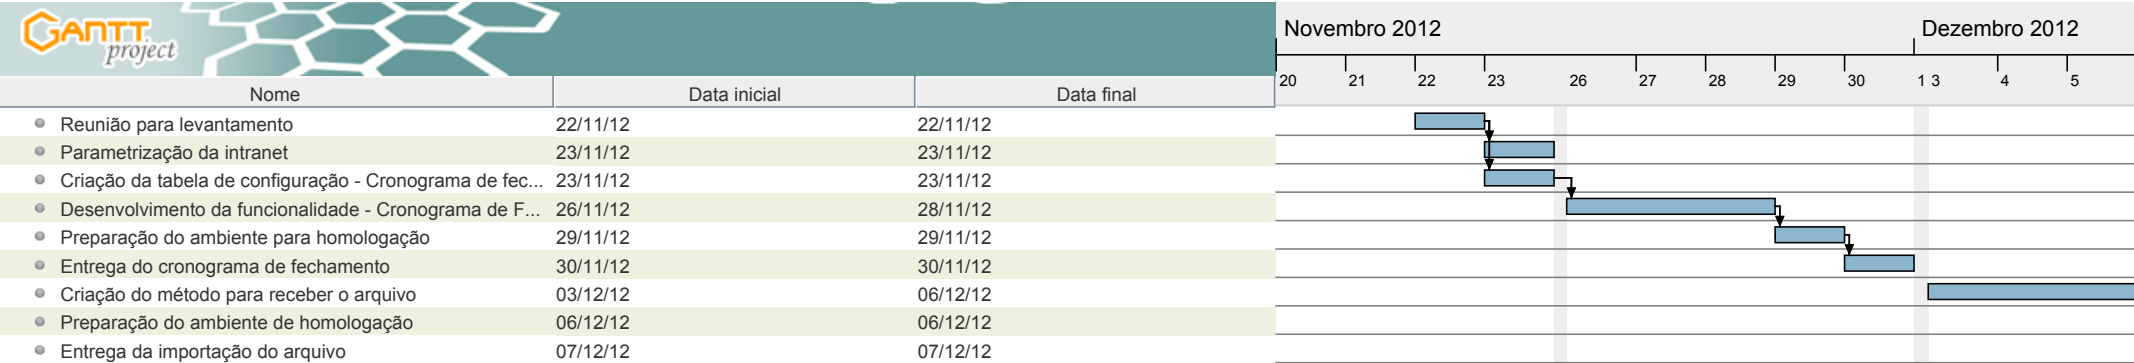 GANTT
project
Novembro 2012 Dezembro 2012
20 21 22 23 26 27 28 29 30 1 3 4 5
Nome Data inicial Data final
Reunião para levantamento 22/11/12 22/11/12
Parametrização da intranet 23/11/12 23/11/12
Criação da tabela de configuração - Cronograma de fec... 23/11/12 23/11/12
Desenvolvimento da funcionalidade - Cronograma de F... 26/11/12 28/11/12
Preparação do ambiente para homologação 29/11/12 29/11/12
Entrega do cronograma de fechamento 30/11/12 30/11/12
Criação do método para receber o arquivo 03/12/12 06/12/12
Preparação do ambiente de homologação 06/12/12 06/12/12
Entrega da importação do arquivo 07/12/12 07/12/12